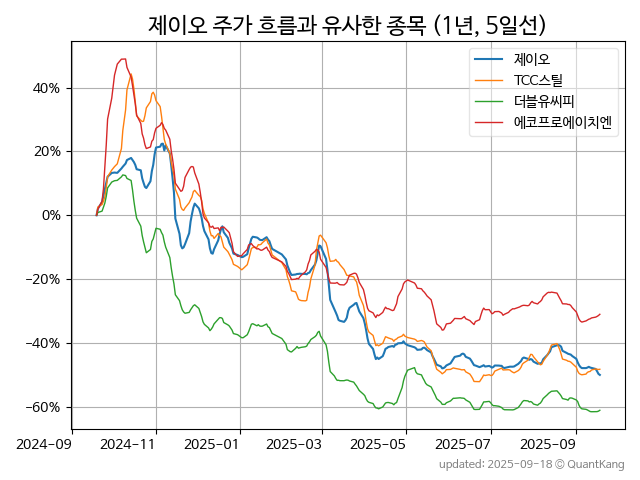 제이오 주가 흐름과 유사한 종목 (1년, 5일선)
제이오
TCC스틸
더블유씨피
에코프로에이치엔
40%
20%
0%
−20%
−40%
−60%
2024-09 2024-11 2025-01 2025-03 2025-05 2025-07 2025-09
updated: 2025-09-18 © QuantKang